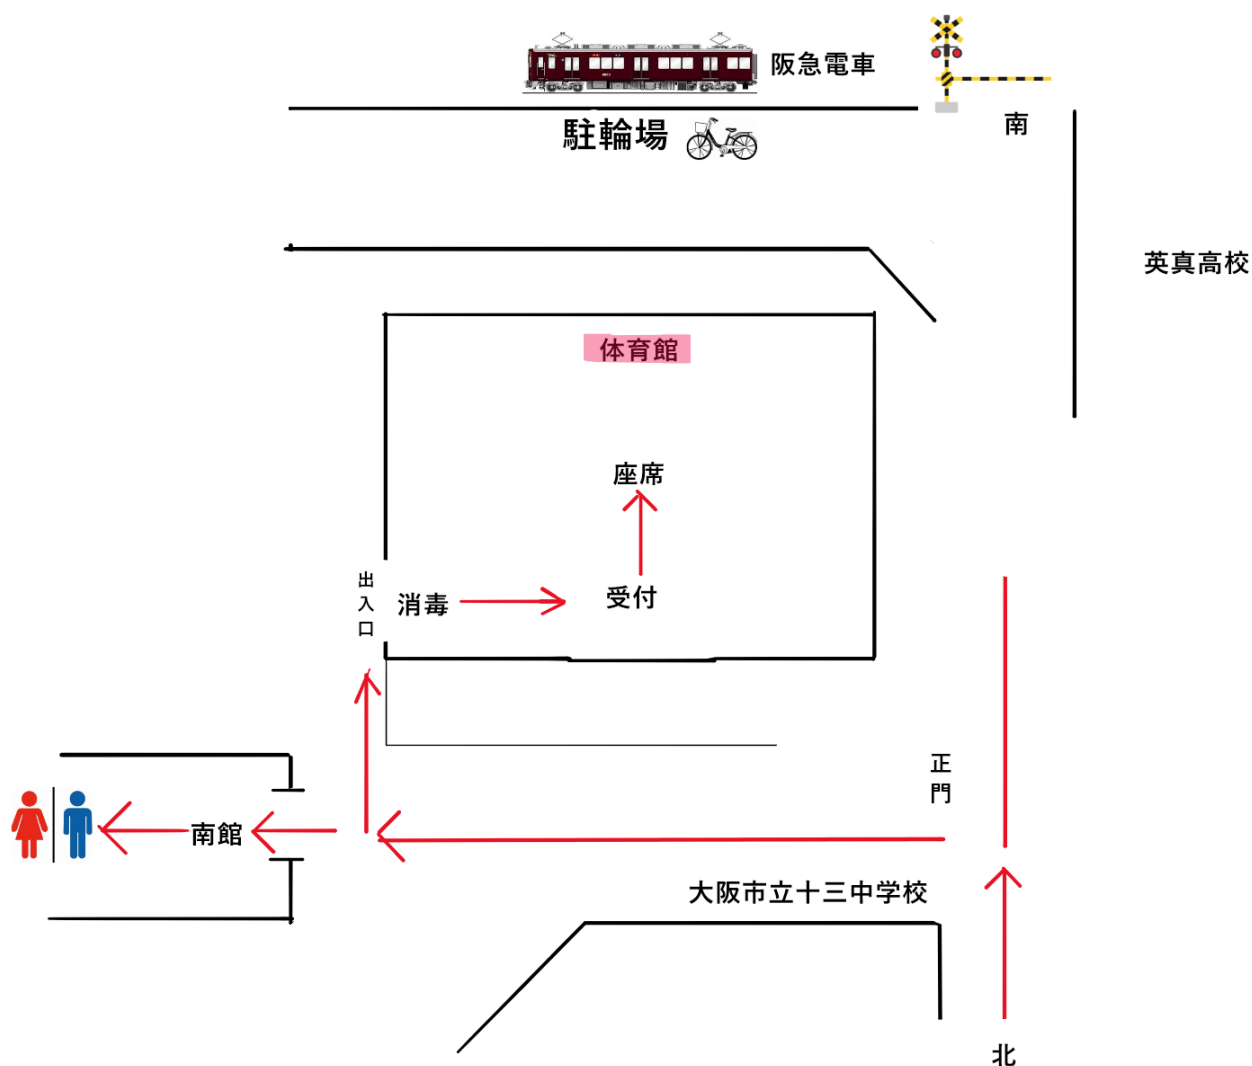 阪急電車
駐輪場
南
英真高校
体育館
座席
出入口
消毒
受付
正門
南館
大阪市立十三中学校
北